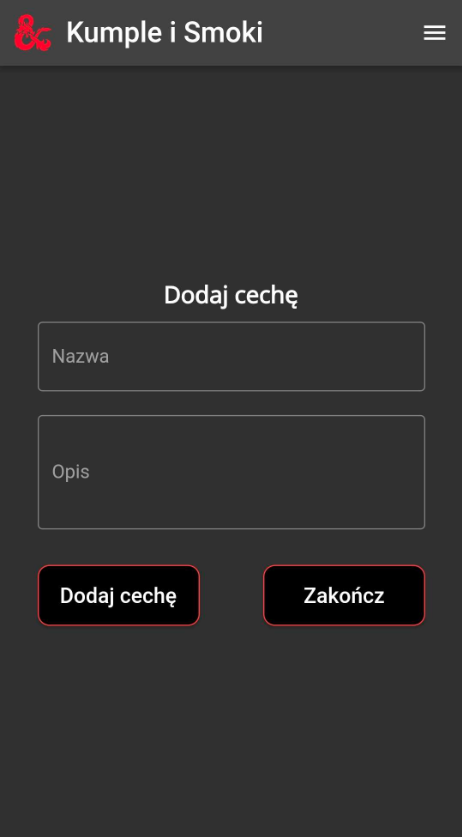 Kumple i Smoki
Dodaj cechę
Nazwa
Opis
Dodaj cechę
Zakończ